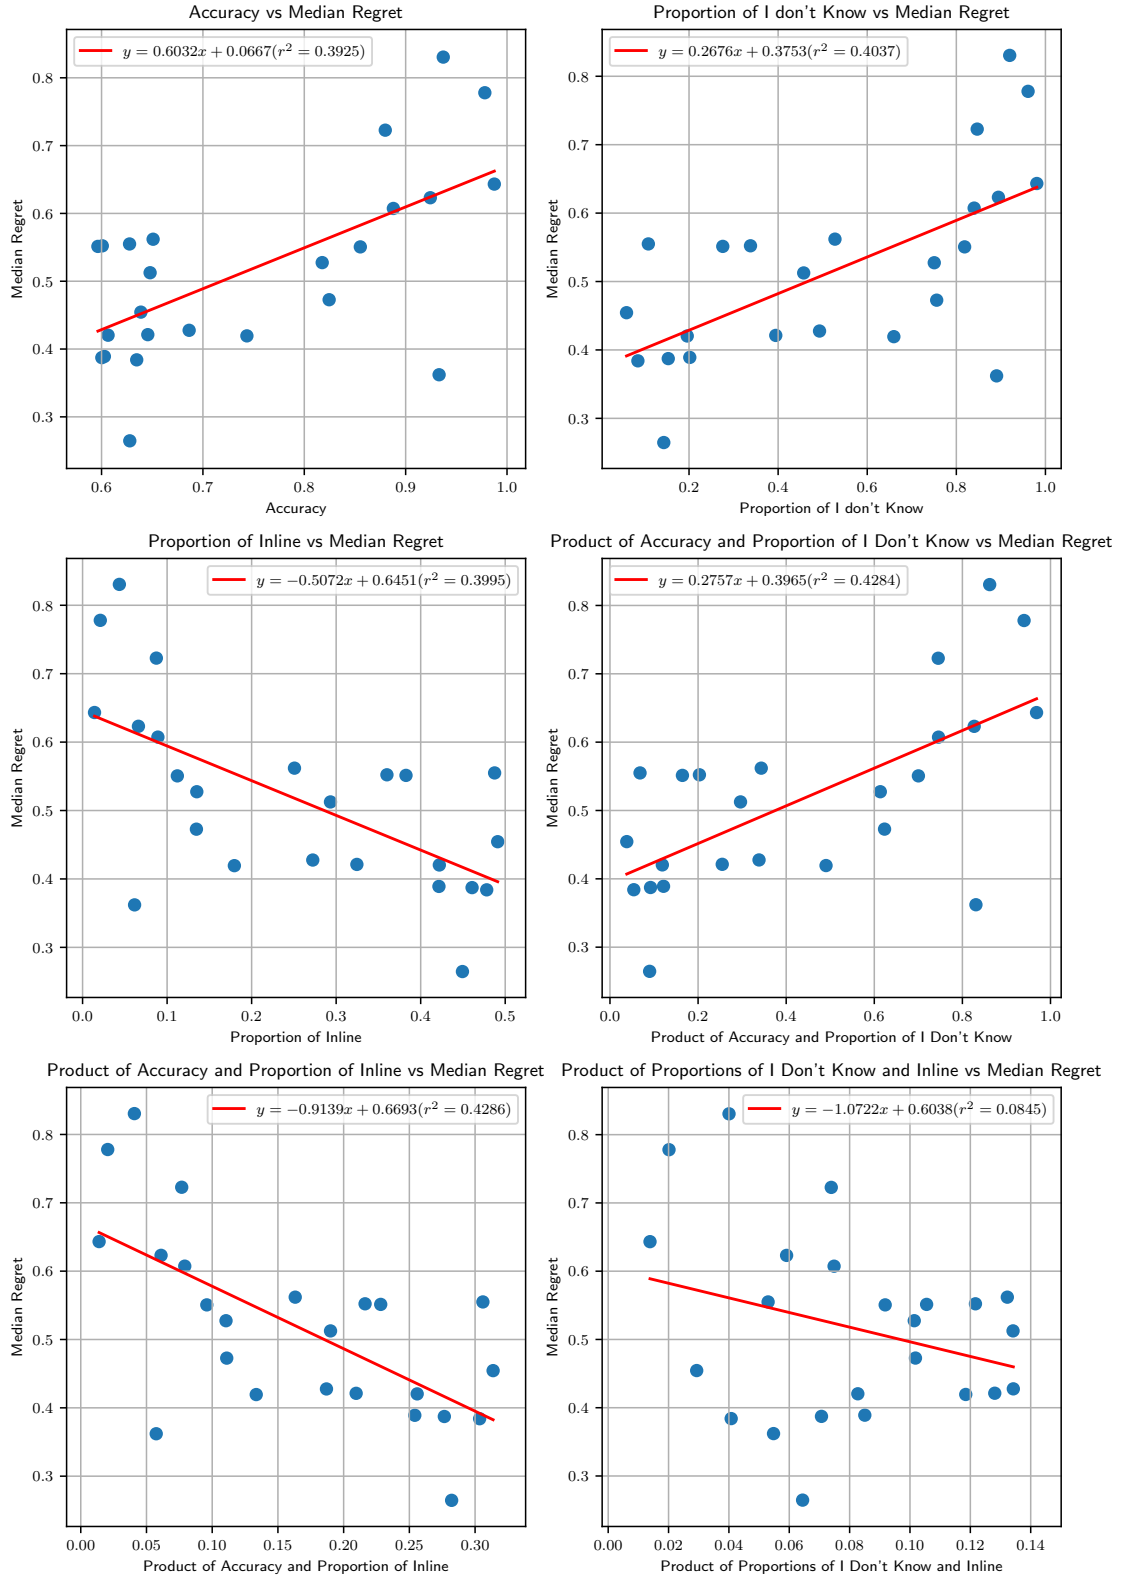 Accuracy vs Median Regret
y = 0.6032x + 0.0667(r² = 0.3925)
Median Regret
0.8
0.7
0.6
0.5
0.4
0.3
0.6 0.7 0.8 0.9 1.0
Accuracy
Proportion of I don't Know vs Median Regret
y = 0.2676x + 0.3753(r² = 0.4037)
Median Regret
0.8
0.7
0.6
0.5
0.4
0.3
0.2 0.4 0.6 0.8 1.0
Proportion of I don't Know
Proportion of Inline vs Median Regret
y = −0.5072x + 0.6451(r² = 0.3995)
Median Regret
0.8
0.7
0.6
0.5
0.4
0.3
0.0 0.1 0.2 0.3 0.4 0.5
Proportion of Inline
Product of Accuracy and Proportion of I Don't Know vs Median Regret
y = 0.2757x + 0.3965(r² = 0.4284)
Median Regret
0.8
0.7
0.6
0.5
0.4
0.3
0.0 0.2 0.4 0.6 0.8 1.0
Product of Accuracy and Proportion of I Don't Know
Product of Accuracy and Proportion of Inline vs Median Regret
y = −0.9139x + 0.6693(r² = 0.4286)
Median Regret
0.8
0.7
0.6
0.5
0.4
0.3
0.00 0.05 0.10 0.15 0.20 0.25 0.30
Product of Accuracy and Proportion of Inline
Product of Proportions of I Don't Know and Inline vs Median Regret
y = −1.0722x + 0.6038(r² = 0.0845)
Median Regret
0.8
0.7
0.6
0.5
0.4
0.3
0.00 0.02 0.04 0.06 0.08 0.10 0.12 0.14
Product of Proportions of I Don't Know and Inline